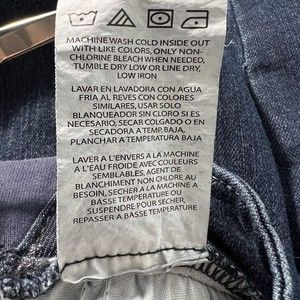 MACHINE WASH COLD INSIDE OUT
WITH LIKE COLORS, ONLY NON-
CHLORINE BLEACH WHEN NEEDED,
TUMBLE DRY LOW OR LINE DRY,
LOW IRON
LAVAR EN LAVADORA CON AGUA
FRIA AL REVES CON COLORES
SIMILARES, USAR SOLO
BLANQUEADOR SIN CLORO SI ES
NECESARIO, SECAR COLGADO O EN
SECADORA A TEMP. BAJA,
PLANCHAR A TEMPERATURA BAJA
LAVER A L'ENVERS A LA MACHINE
A L'EAU FROIDE AVEC COULEURS
SEMBLABLES, AGENT DE
BLANCHIMENT NON CHLORE AU
BESOIN, SECHER A LA MACHINE A
BASSE TEMPERATURE OU
SUSPENDRE POUR SECHER,
REPASSER A BASSE TEMPERATURE